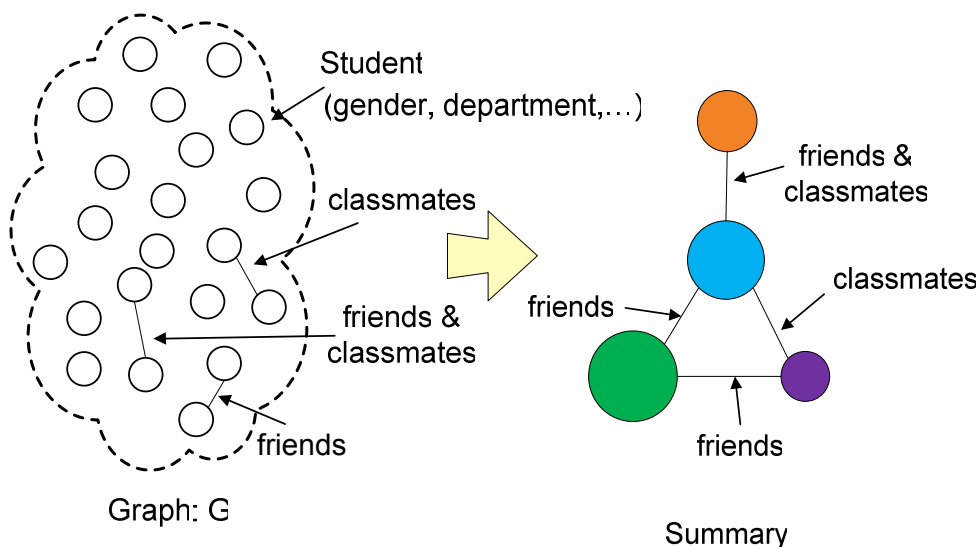 Student
(gender, department,...)
classmates
friends &
classmates
friends
Graph: G
friends &
classmates
classmates
friends
friends
Summary